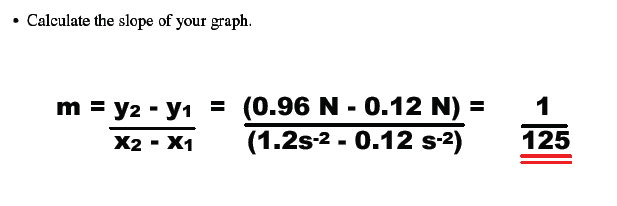 • Calculate the slope of your graph.
m = y2 - y1 = (0.96 N - 0.12 N) = 1
x2 - x1 (1.2s-2 - 0.12 s-2) 125